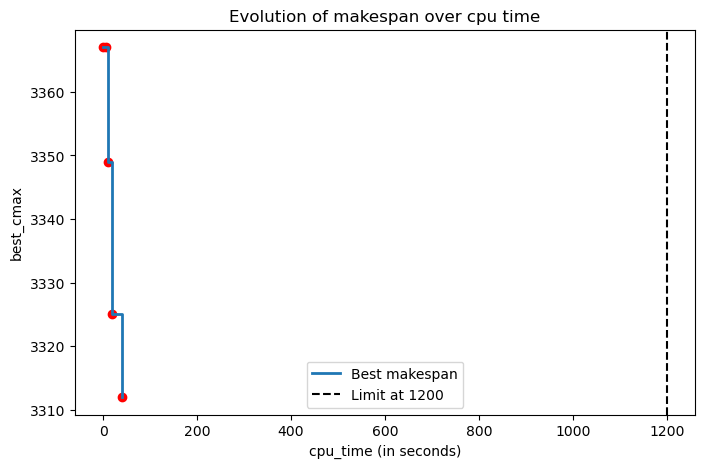 Evolution of makespan over cpu time
best_cmax
3360
3350
3340
3330
3320
3310
0
200
400
600
800
1000
1200
cpu_time (in seconds)
Best makespan
Limit at 1200